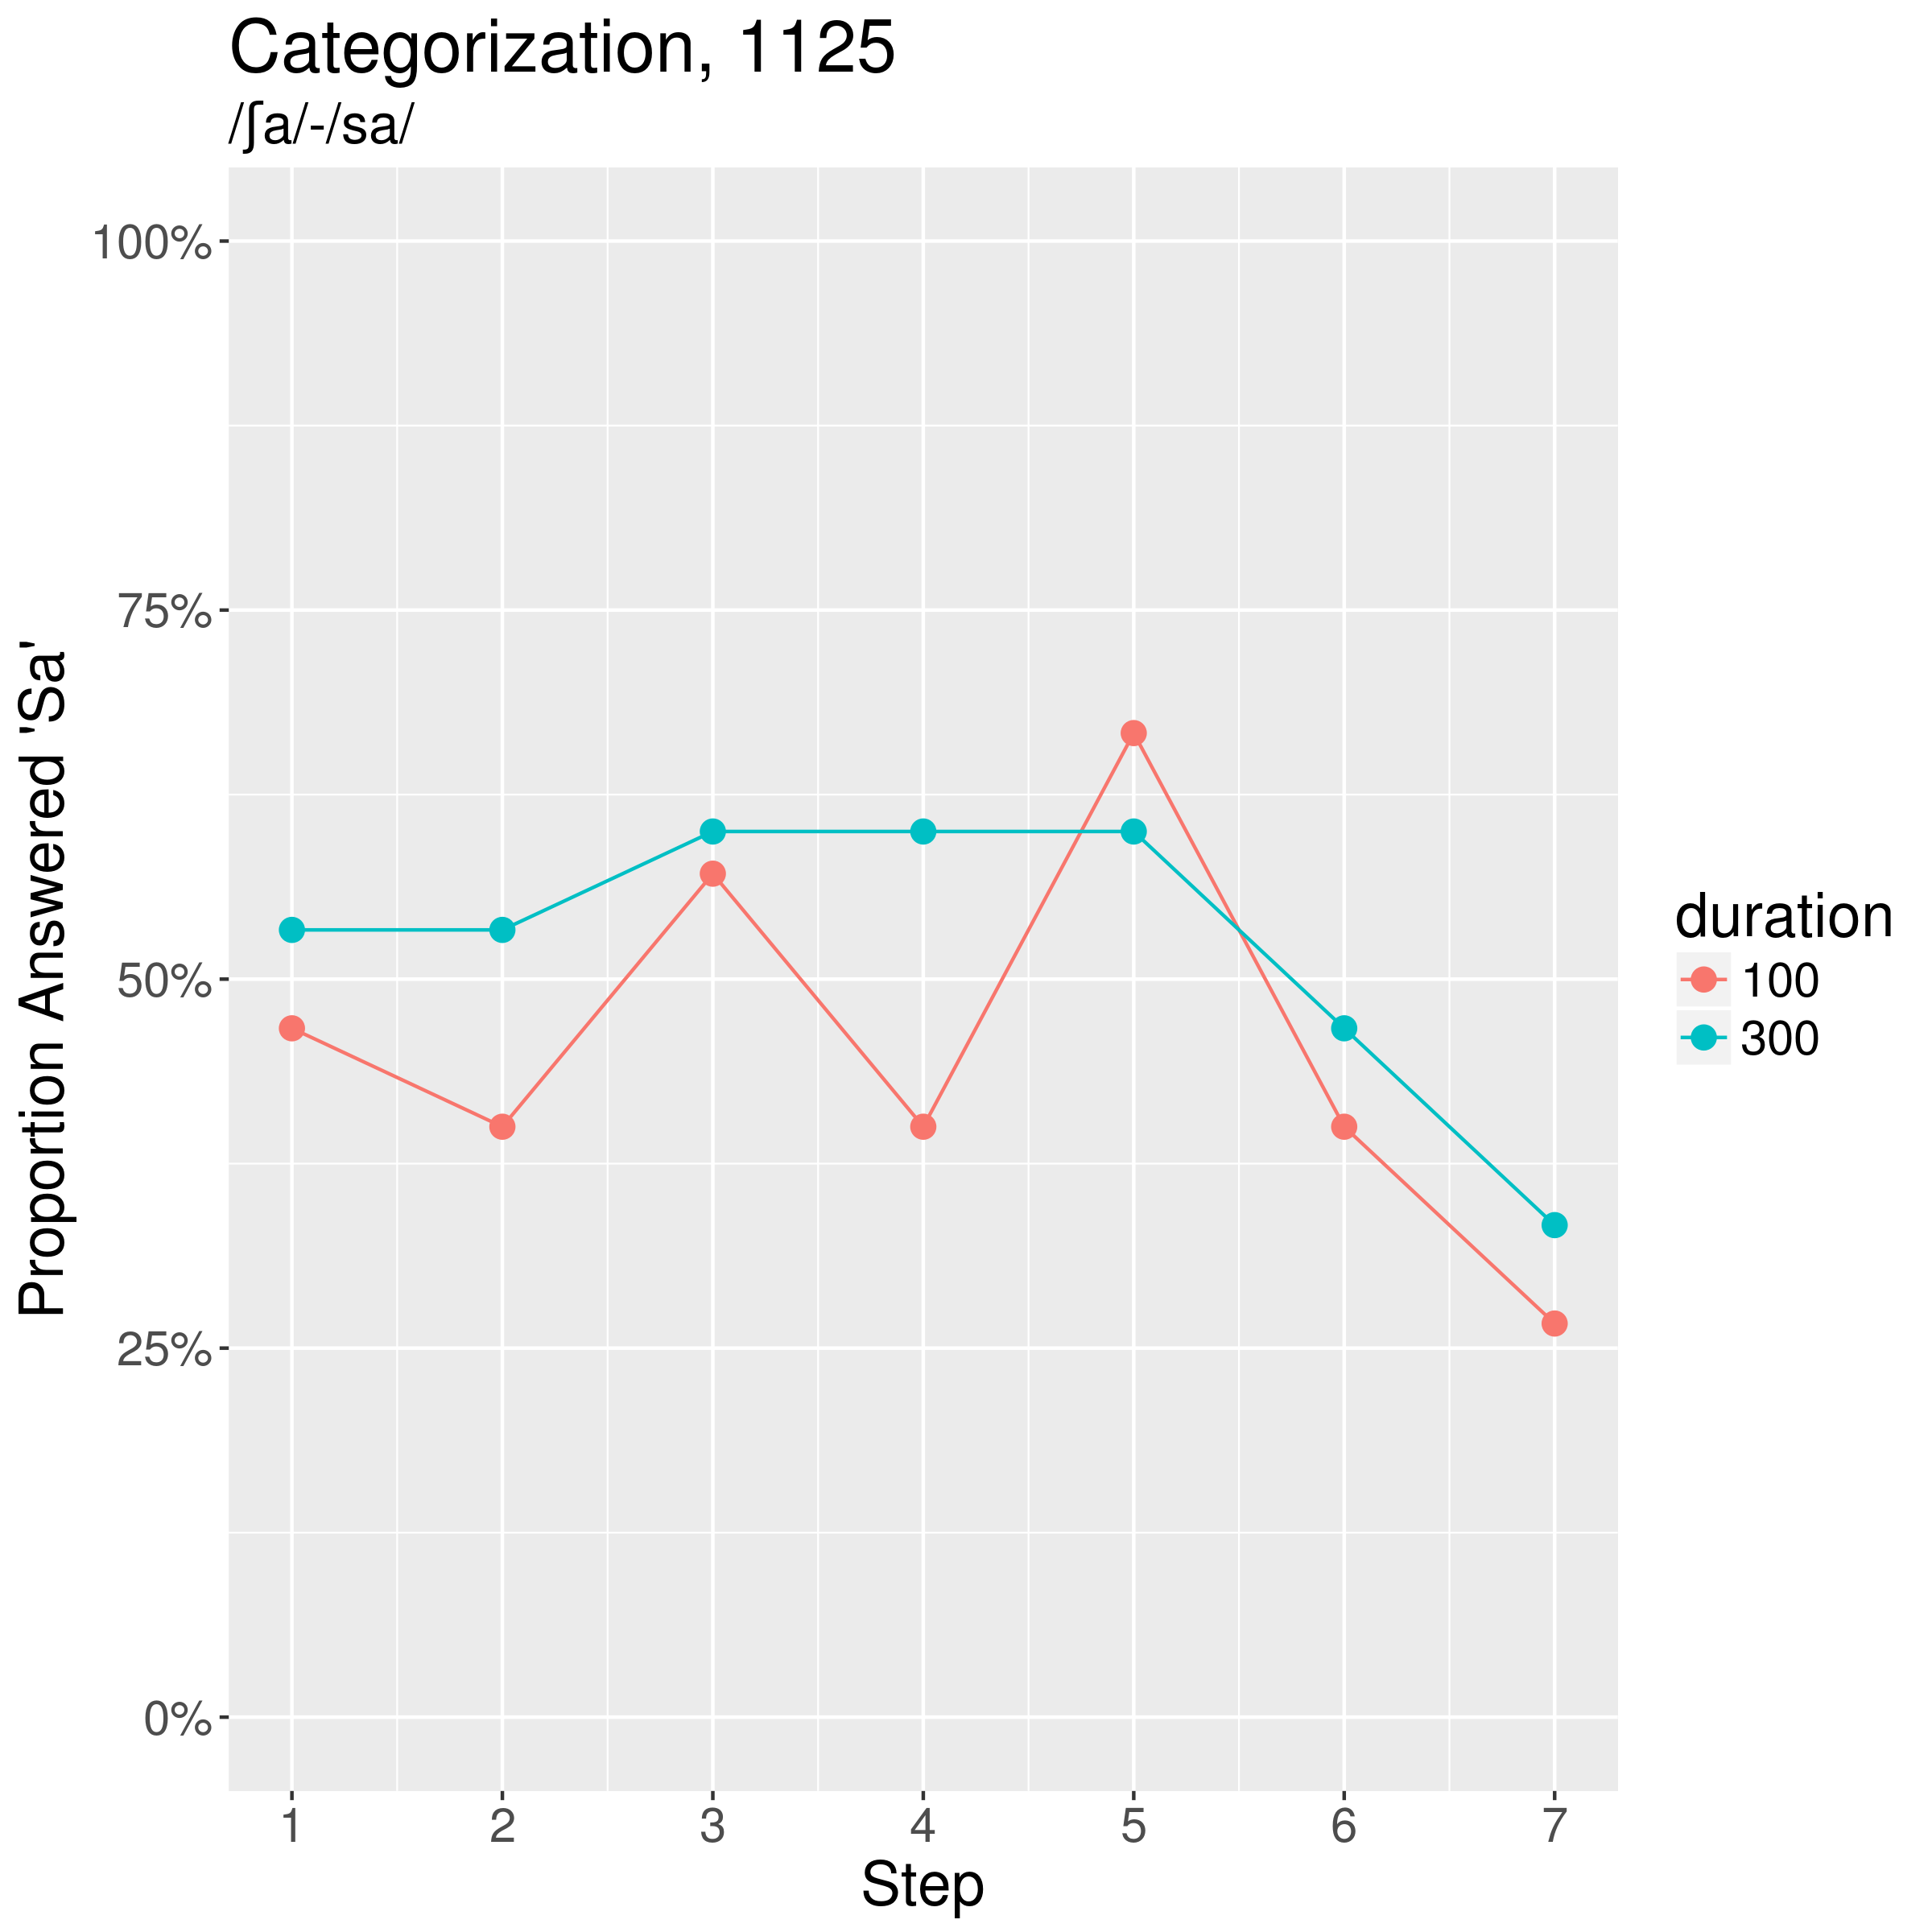 Categorization, 1125
/ʃa/-/sa/
100%
75%
50%
25%
0%
Proportion Answered 'Sa'
1 2 3 4 5 6 7
Step
duration
100
300